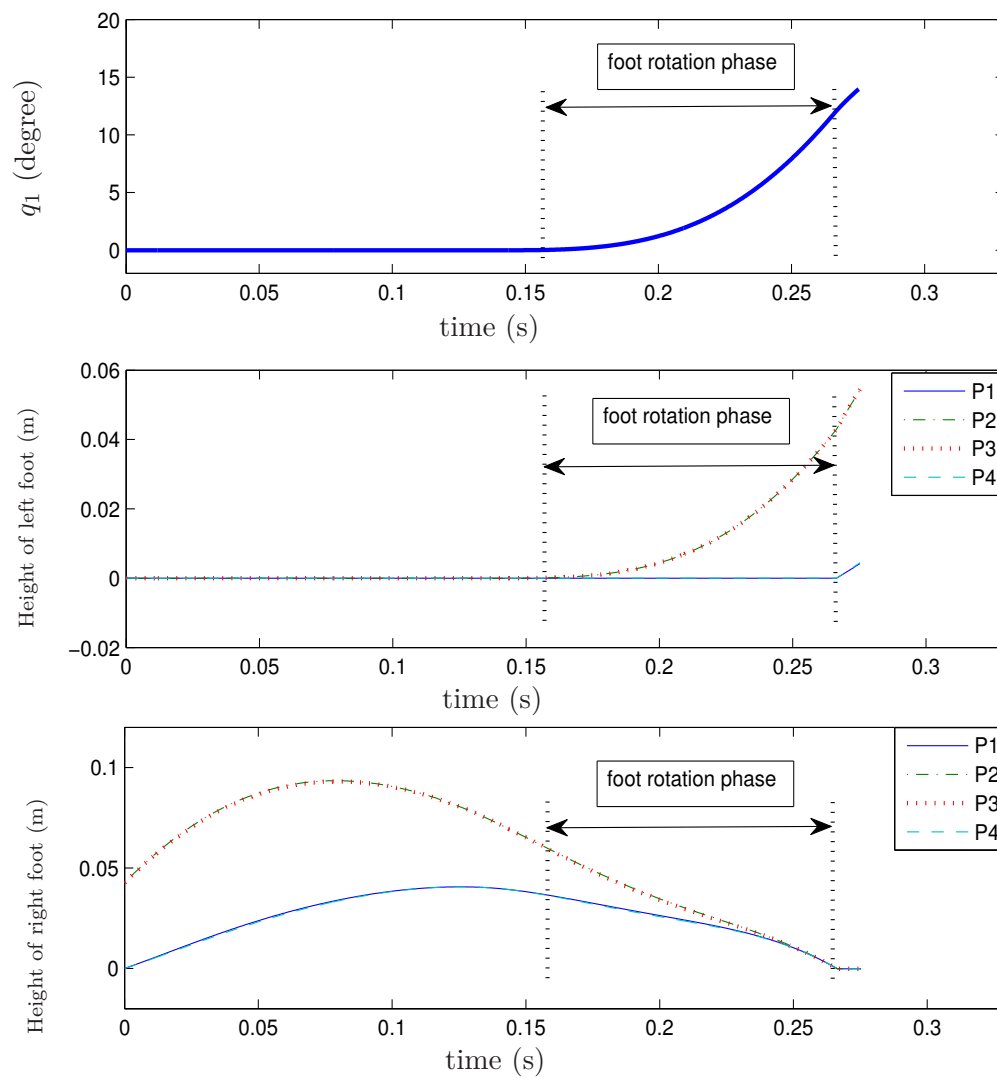 20
15
10
5
0
q1 (degree)
foot rotation phase
0 0.05 0.1 0.15 0.2 0.25 0.3
time (s)
0.06
0.04
0.02
0
−0.02
Height of left foot (m)
foot rotation phase
P1
P2
P3
P4
0 0.05 0.1 0.15 0.2 0.25 0.3
time (s)
0.1
0.05
0
Height of right foot (m)
foot rotation phase
P1
P2
P3
P4
0 0.05 0.1 0.15 0.2 0.25 0.3
time (s)